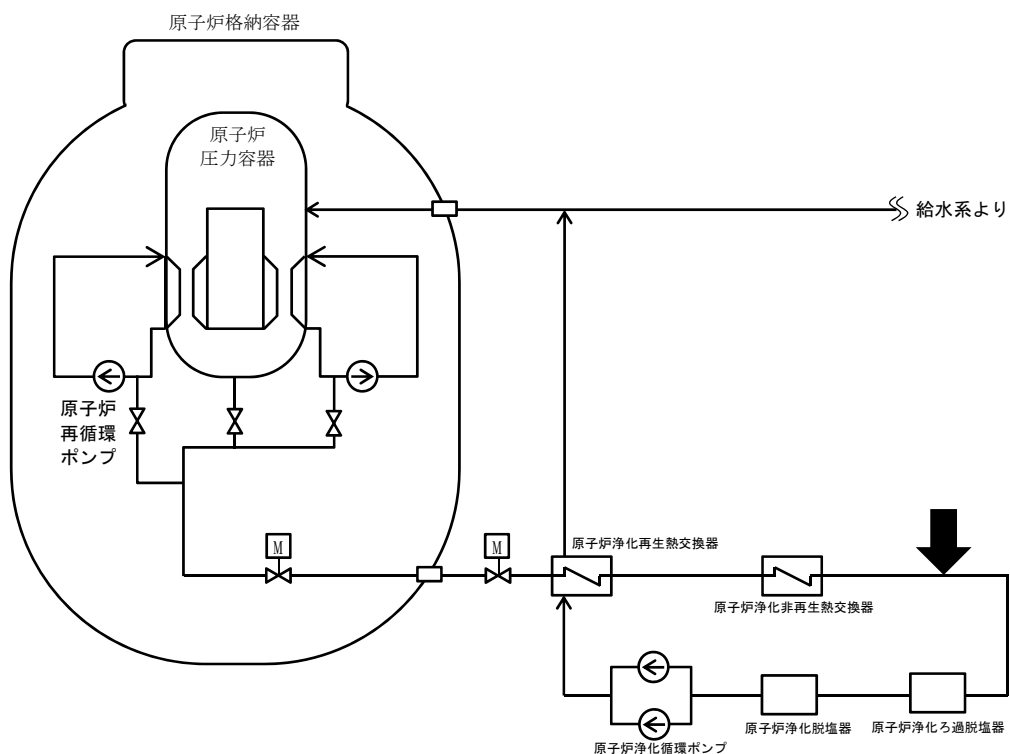 原子炉格納容器
原子炉
圧力容器
給水系より
原子炉
再循環
ポンプ
M
M
原子炉浄化再生熱交換器
原子炉浄化非再生熱交換器
原子炉浄化脱塩器
原子炉浄化ろ過脱塩器
原子炉浄化循環ポンプ